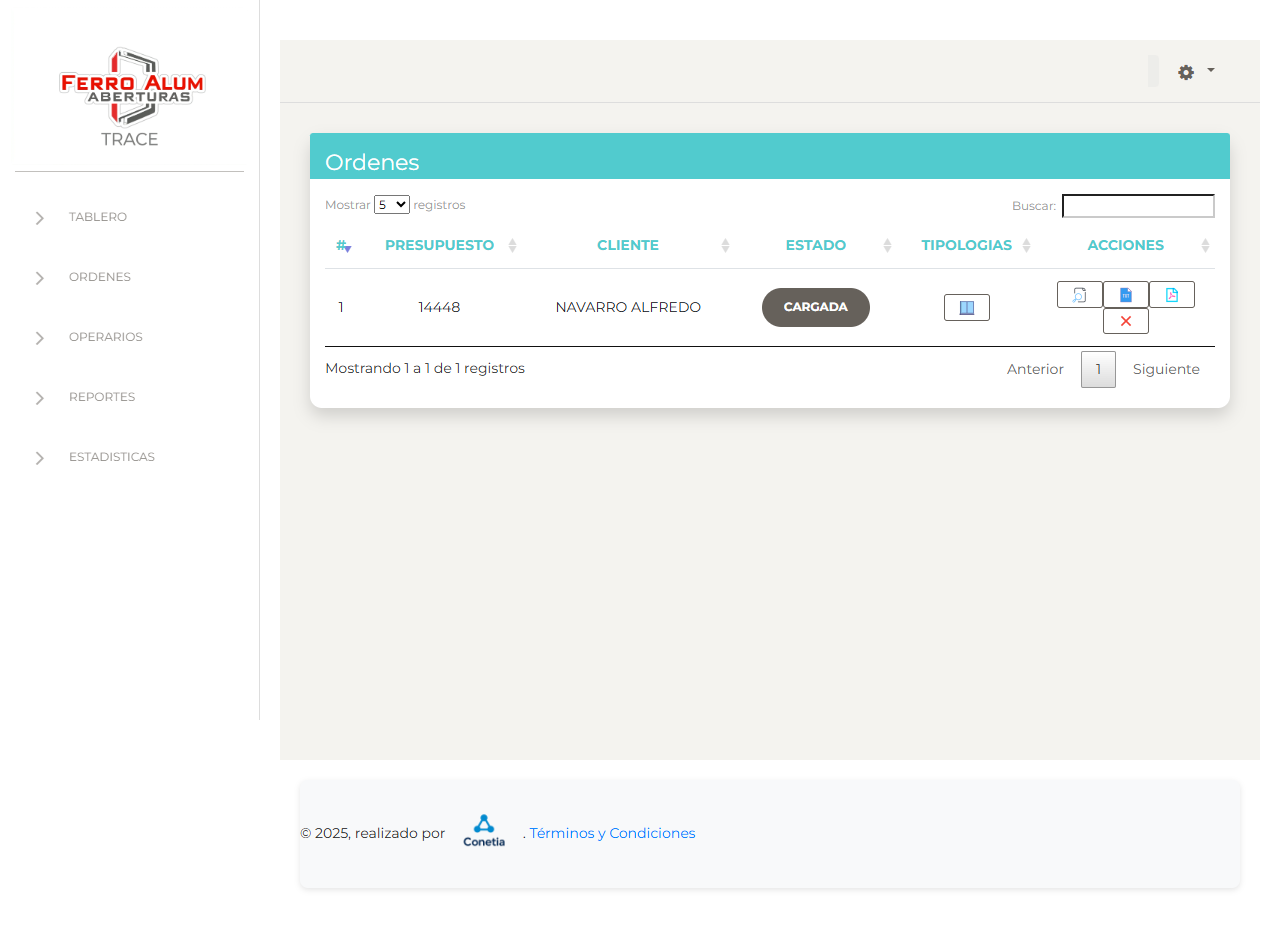 FERRO ALUM
ABERTURAS
TRACE
TABLERO
ORDENES
OPERARIOS
REPORTES
ESTADISTICAS
Ordenes
Mostrar 5 registros
Buscar:
# PRESUPUESTO CLIENTE ESTADO TIPOLOGIAS ACCIONES
1 14448 NAVARRO ALFREDO CARGADA
Mostrando 1 a 1 de 1 registros
Anterior 1 Siguiente
© 2025, realizado por Conetia . Términos y Condiciones